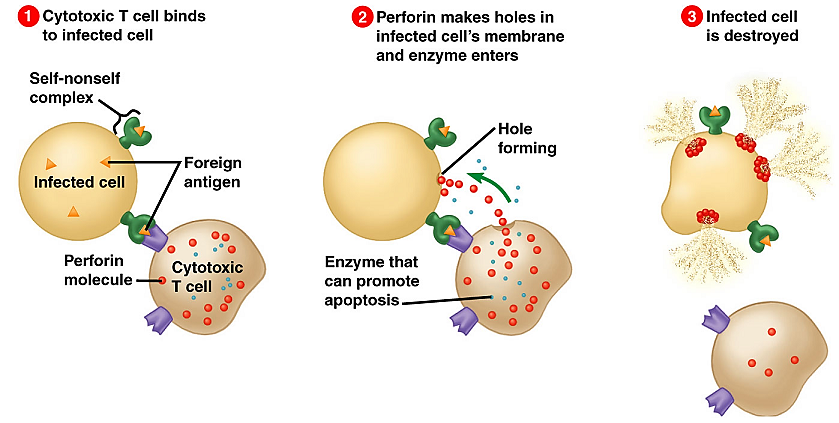 1 Cytotoxic T cell binds
to infected cell
Self-nonself
complex
Infected cell
Foreign
antigen
Perforin
molecule
Cytotoxic
T cell
2 Perforin makes holes in
infected cell's membrane
and enzyme enters
Hole
forming
Enzyme that
can promote
apoptosis
3 Infected cell
is destroyed